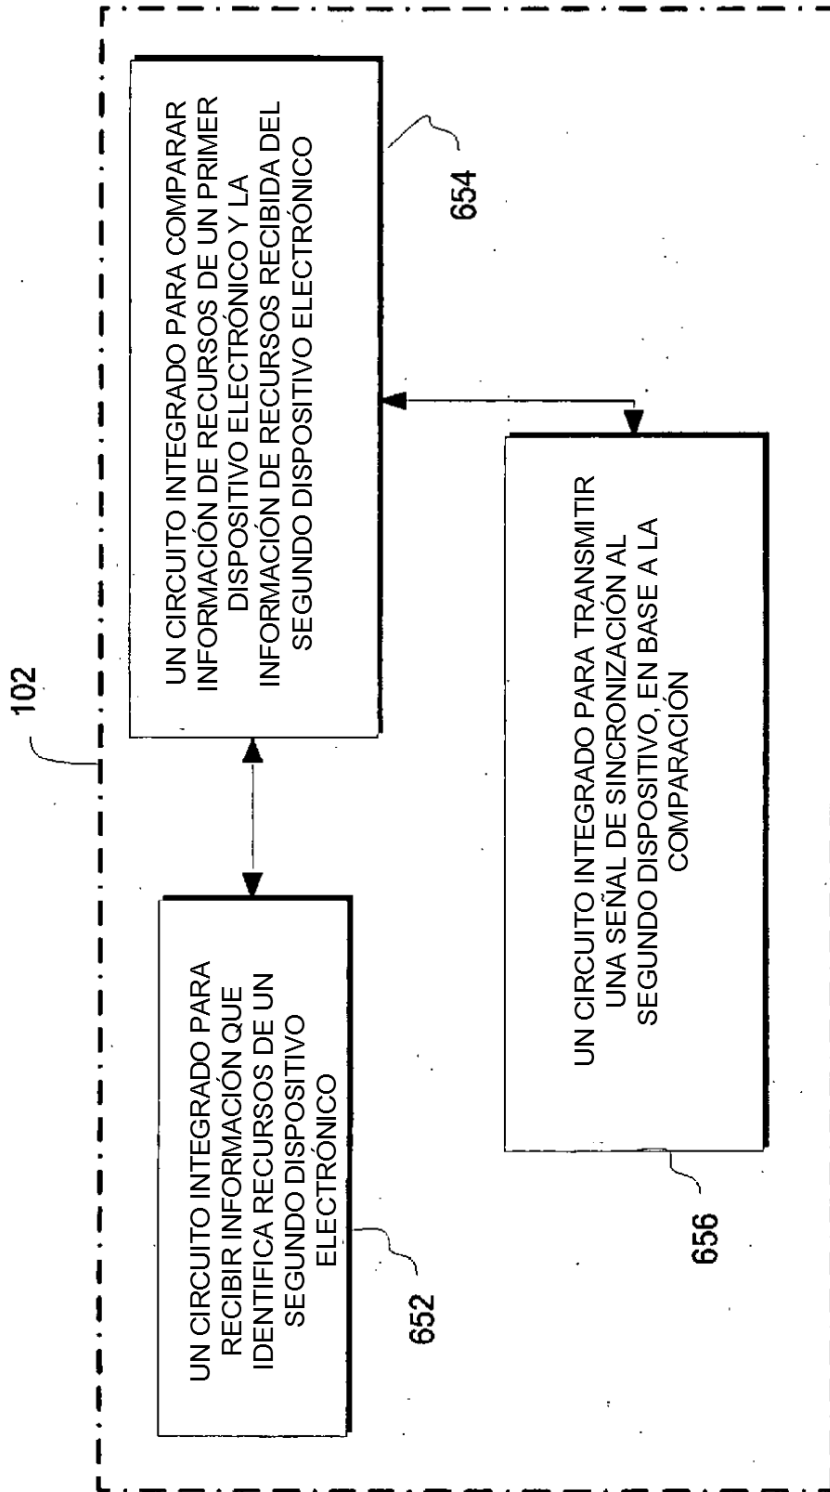 102
UN CIRCUITO INTEGRADO PARA
RECIBIR INFORMACIÓN QUE
IDENTIFICA RECURSOS DE UN
SEGUNDO DISPOSITIVO
ELECTRÓNICO
652
UN CIRCUITO INTEGRADO PARA COMPARAR
INFORMACIÓN DE RECURSOS DE UN PRIMER
DISPOSITIVO ELECTRÓNICO Y LA
INFORMACIÓN DE RECURSOS RECIBIDA DEL
SEGUNDO DISPOSITIVO ELECTRÓNICO
654
UN CIRCUITO INTEGRADO PARA TRANSMITIR
UNA SEÑAL DE SINCRONIZACIÓN AL
SEGUNDO DISPOSITIVO, EN BASE A LA
COMPARACIÓN
656